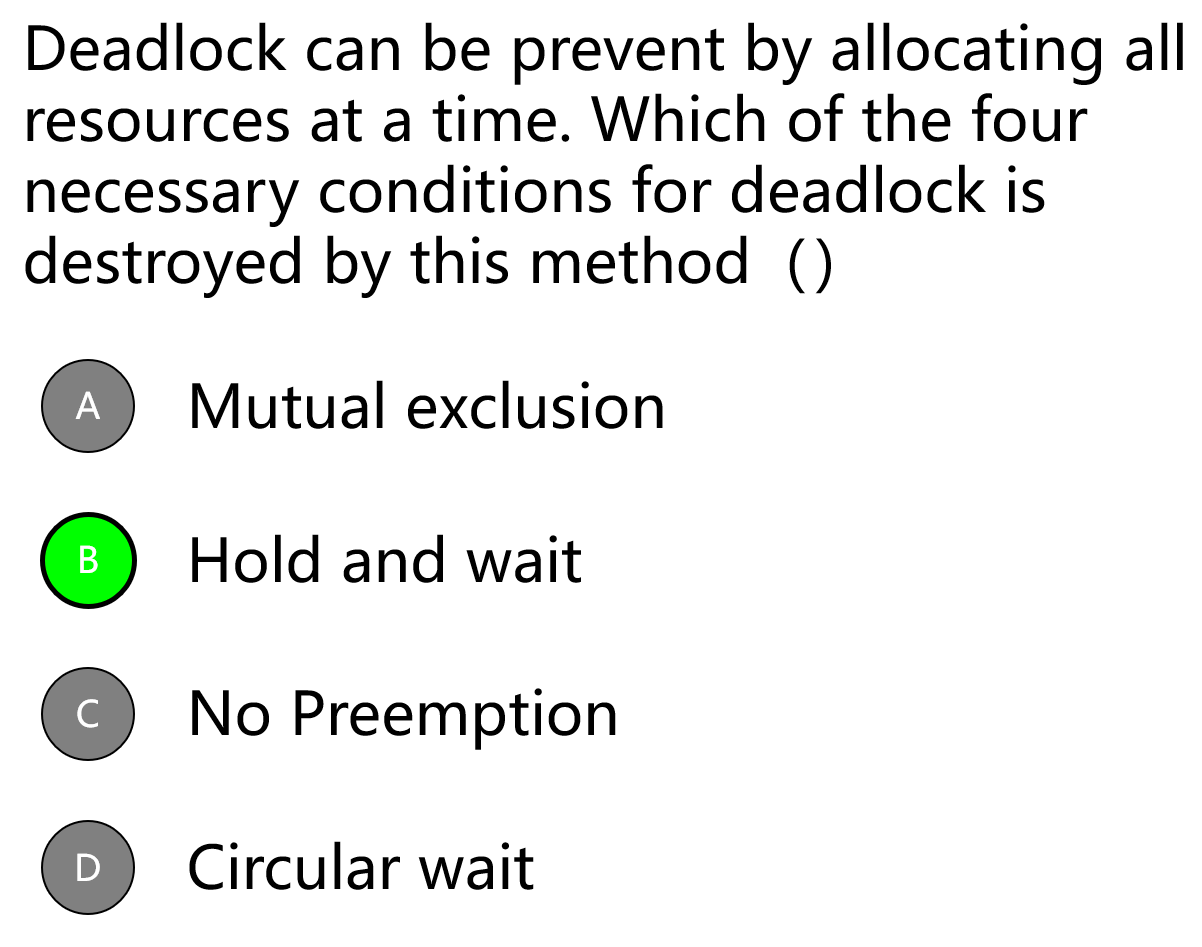 Deadlock can be prevent by allocating all
resources at a time. Which of the four
necessary conditions for deadlock is
destroyed by this method（）
A Mutual exclusion
B Hold and wait
C No Preemption
D Circular wait